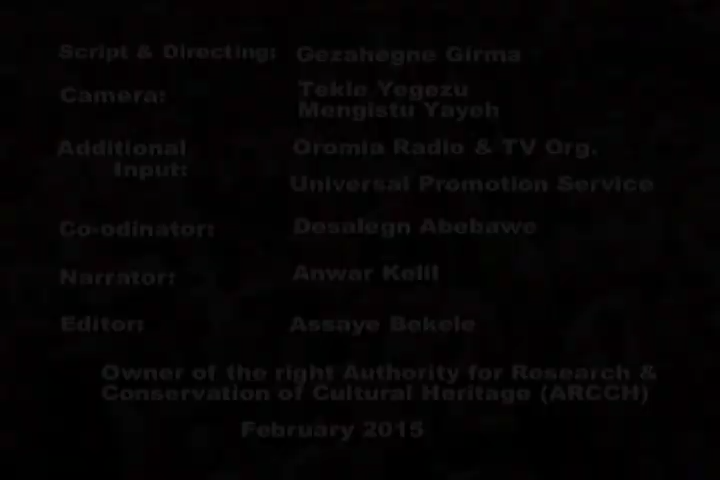 Script & Directing: Gezahegne Girma
Camera: Tekle Yegezu
Mengistu Yayeh
Additional Input: Oromia Radio & TV Org.
Universal Promotion Service
Co-odinator: Desalegn Abebawe
Narrator: Anwar Kelil
Editor: Assaye Bekele
Owner of the right Authority for Research &
Conservation of Cultural Heritage (ARCCH)
February 2015